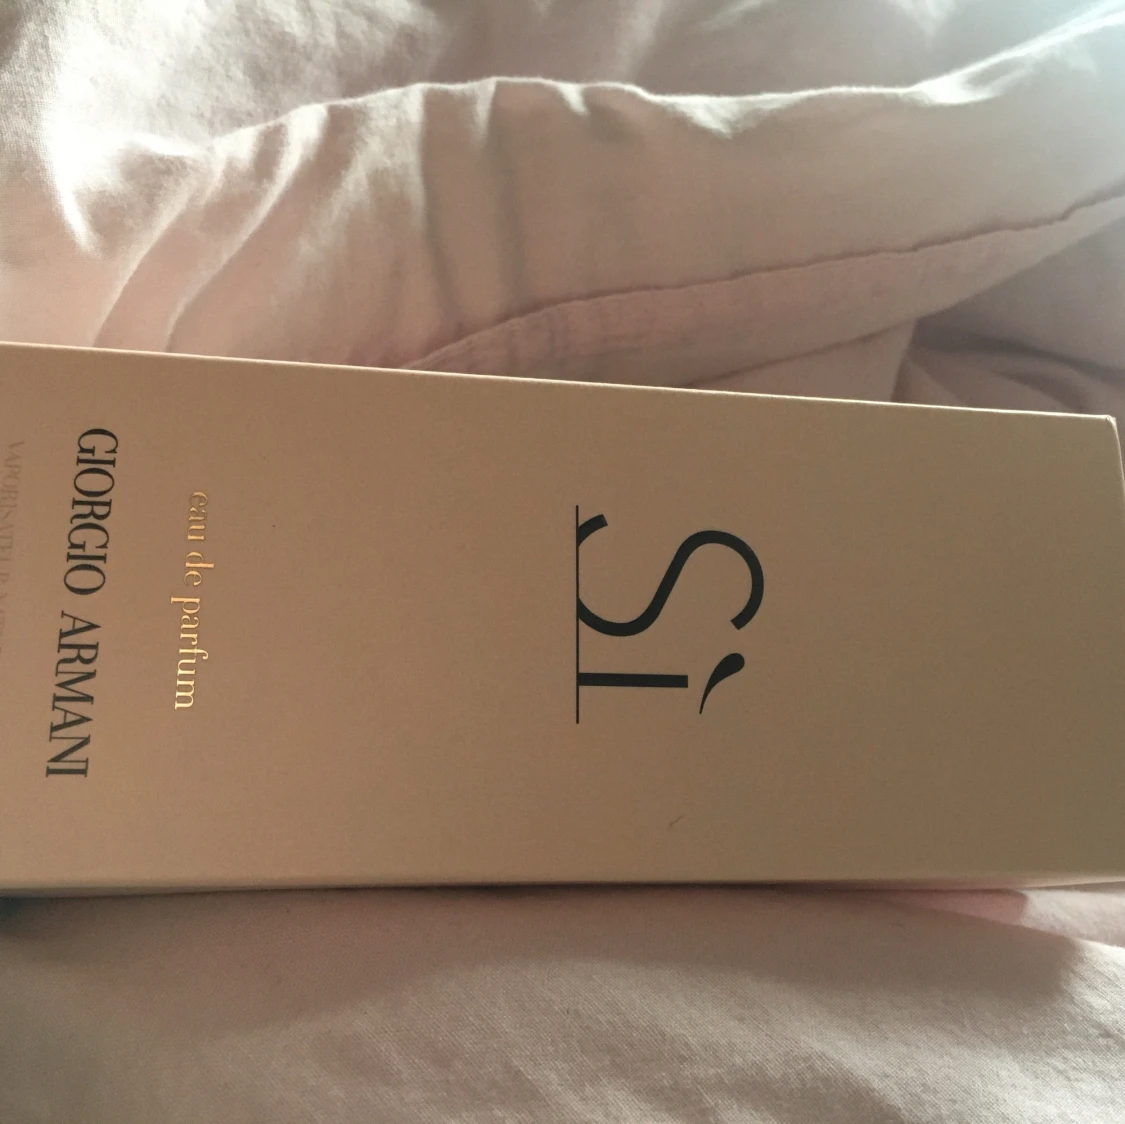 Sì
eau de parfum
GIORGIO ARMANI